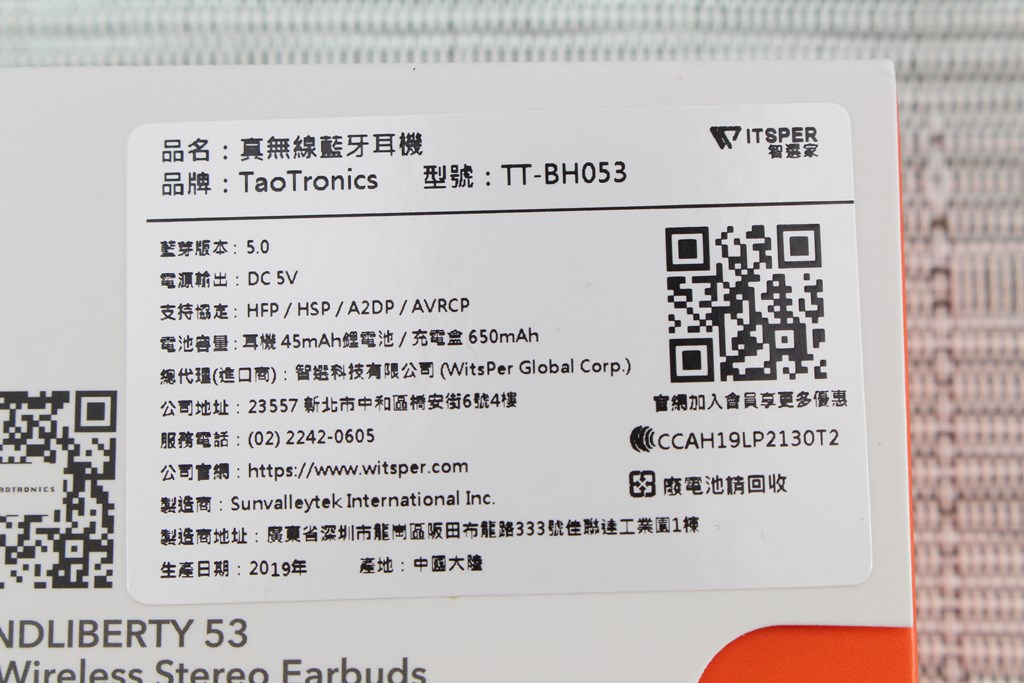 品名：真無線藍牙耳機
品牌：TaoTronics 型號：TT-BH053
ITSPER
智選家
藍芽版本：5.0
電源輸出：DC 5V
支持協定：HFP / HSP / A2DP / AVRCP
電池容量：耳機 45mAh鋰電池 / 充電盒 650mAh
總代理(進口商)：智選科技有限公司 (WitsPer Global Corp.)
公司地址：23557 新北市中和區橋安街6號4樓
服務電話：(02) 2242-0605
公司官網：https://www.witsper.com
製造商：Sunvalleytek International Inc.
製造商地址：廣東省深圳市龍崗區阪田布龍路333號佳聯達工業園1棟
生產日期：2019年 產地：中國大陸
官網加入會員享更多優惠
CCAH19LP2130T2
廢電池請回收
AOTRONICS
NDLIBERTY 53
Wireless Stereo Earbuds